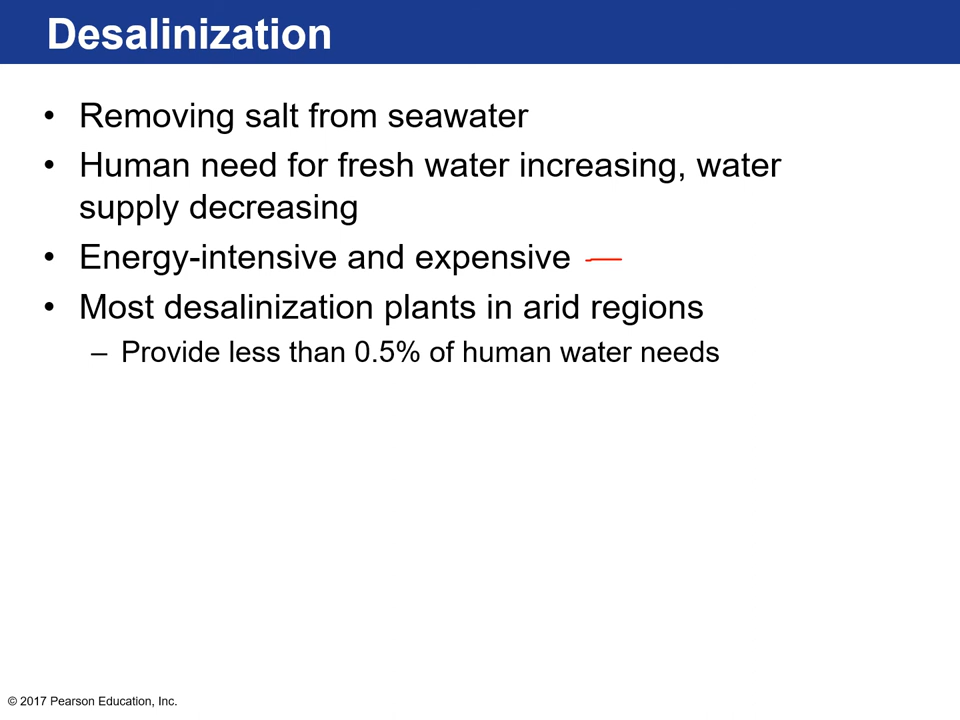 Desalinization
• Removing salt from seawater
• Human need for fresh water increasing, water
supply decreasing
• Energy-intensive and expensive
• Most desalinization plants in arid regions
– Provide less than 0.5% of human water needs
© 2017 Pearson Education, Inc.